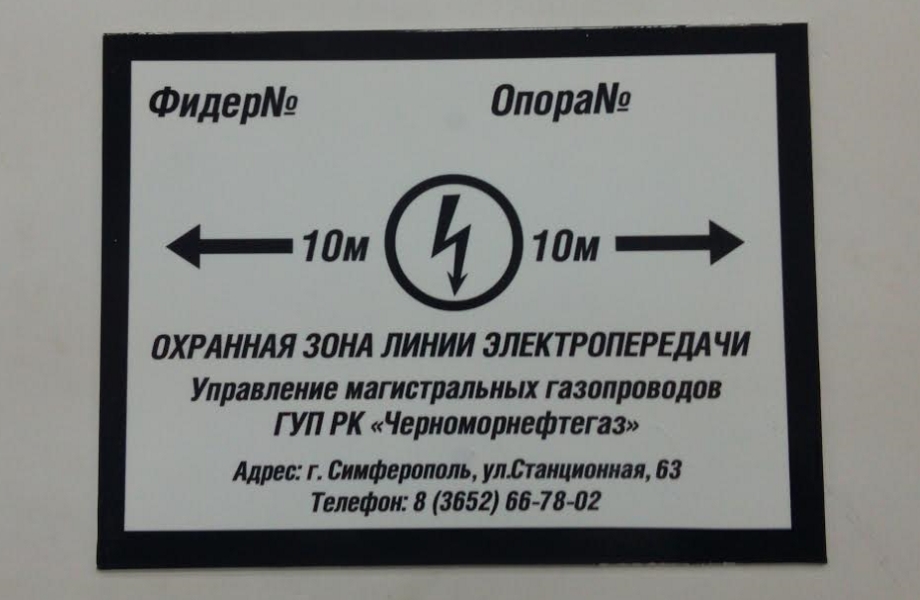 Фидер№ Опора№
10м 10м
ОХРАННАЯ ЗОНА ЛИНИИ ЭЛЕКТРОПЕРЕДАЧИ
Управление магистральных газопроводов
ГУП РК «Черноморнефтегаз»
Адрес: г. Симферополь, ул.Станционная, 63
Телефон: 8 (3652) 66-78-02